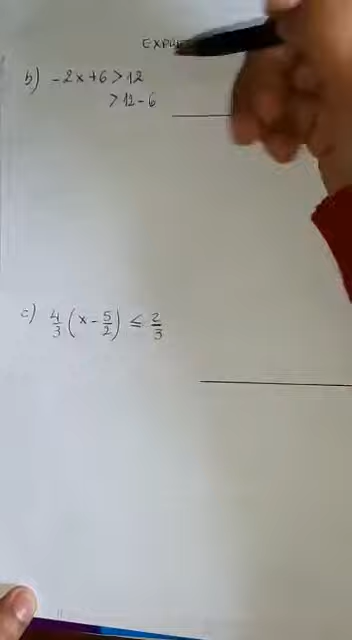 b) -2x+6 > 12
> 12-6
c) 4/3 (x - 5/2) ≤ 2/3